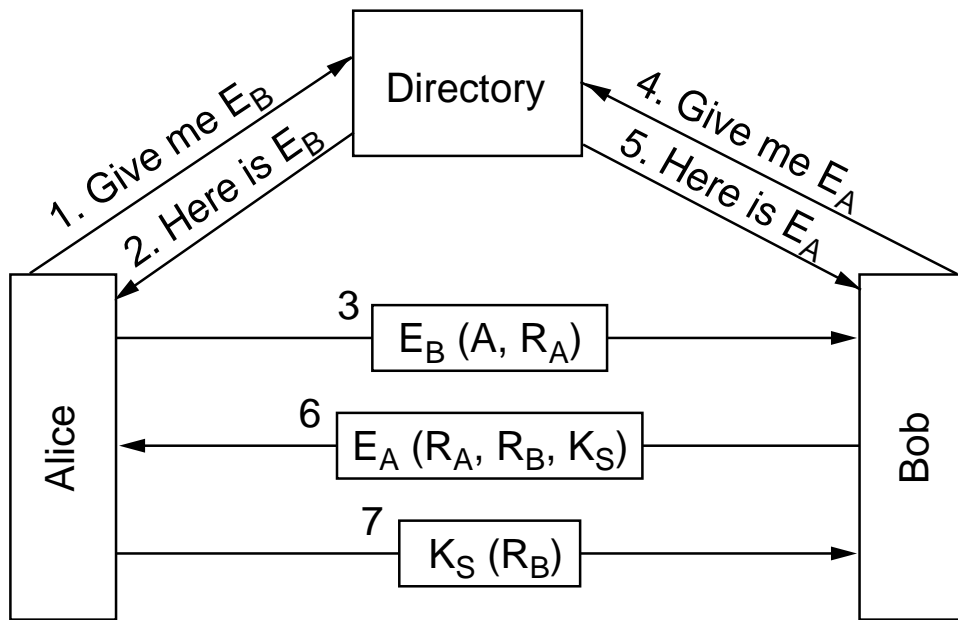 Directory
1. Give me E_B
2. Here is E_B
4. Give me E_A
5. Here is E_A
Alice
3
E_B (A, R_A)
6
E_A (R_A, R_B, K_S)
7
K_S (R_B)
Bob